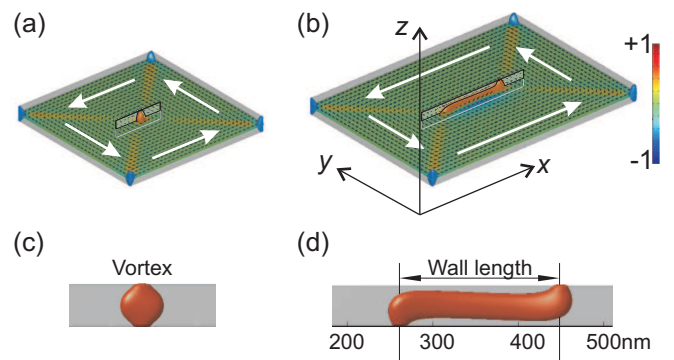 (a)
(b)
z
+1
-1
y
x
(c)
(d)
Vortex
Wall length
200 300 400 500nm